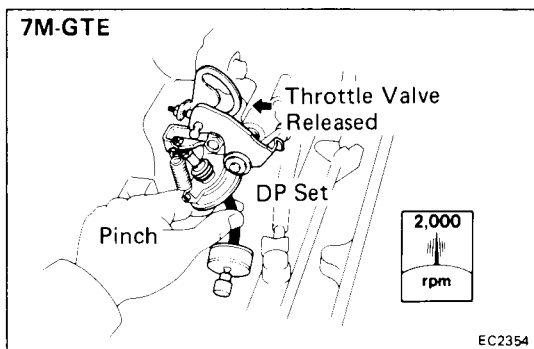 7M-GTE
Throttle Valve
Released
DP Set
Pinch
2,000
rpm
EC2354